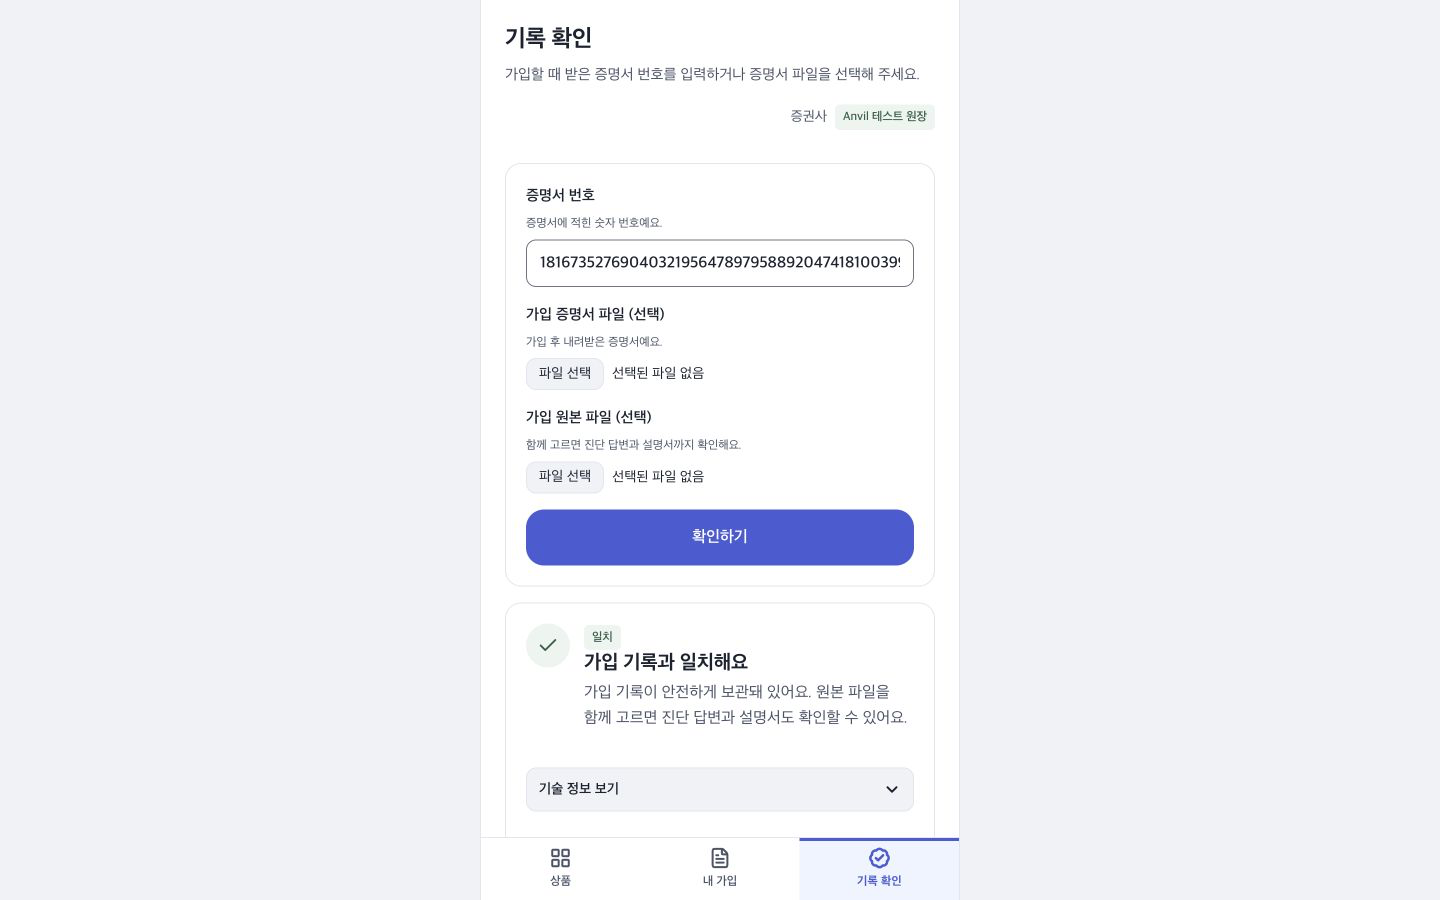 기록 확인
가입할 때 받은 증명서 번호를 입력하거나 증명서 파일을 선택해 주세요.
증권사 Anvil 테스트 원장
증명서 번호
증명서에 적힌 숫자 번호예요.
181673527690403219564789795889204741810039
가입 증명서 파일 (선택)
가입 후 내려받은 증명서예요.
파일 선택 선택된 파일 없음
가입 원본 파일 (선택)
함께 고르면 진단 답변과 설명서까지 확인해요.
파일 선택 선택된 파일 없음
확인하기
일치
가입 기록과 일치해요
가입 기록이 안전하게 보관돼 있어요. 원본 파일을
함께 고르면 진단 답변과 설명서도 확인할 수 있어요.
기술 정보 보기
상품 내 가입 기록 확인